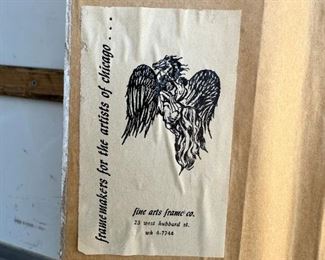 framemakers for the artists of chicago . . .
fine arts frame co.
23 west hubbard st.
wh 4-7744